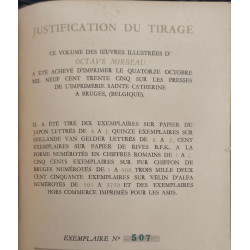 JUSTIFICATION DU TIRAGE
CE VOLUME DES ŒUVRES ILLUSTRÉES D'
OCTAVE MIRBEAU
A ÉTÉ ACHEVÉ D'IMPRIMER LE QUATORZE OCTOBRE
MIL NEUF CENT TRENTE CINQ SUR LES PRESSES
DE L'IMPRIMERIE SAINTE CATHERINE
A BRUGES, (BELGIQUE).
IL A ÉTÉ TIRÉ DIX EXEMPLAIRES SUR PAPIER DU
JAPON LETTRÉS DE A A QUINZE EXEMPLAIRES SUR
HOLLANDE VAN GELDER LETTRÉS DE A
EXEMPLAIRES SUR PAPIER DE RIVES B.F.K. A LA
FORME NUMÉROTÉS EN CHIFFRES ROMAINS DE I A
CINQ CENTS EXEMPLAIRES SUR PUR CHIFFON DE
BRUGES NUMÉROTÉS DE 1 A 500 TROIS MILLE DEUX
CENT CINQUANTE EXEMPLAIRES SUR VÉLIN D'ALFA
NUMÉROTÉS DE 501 A 3750 ET DES EXEMPLAIRES
HORS COMMERCE IMPRIMÉS POUR LES AMIS.
EXEMPLAIRE N° 507